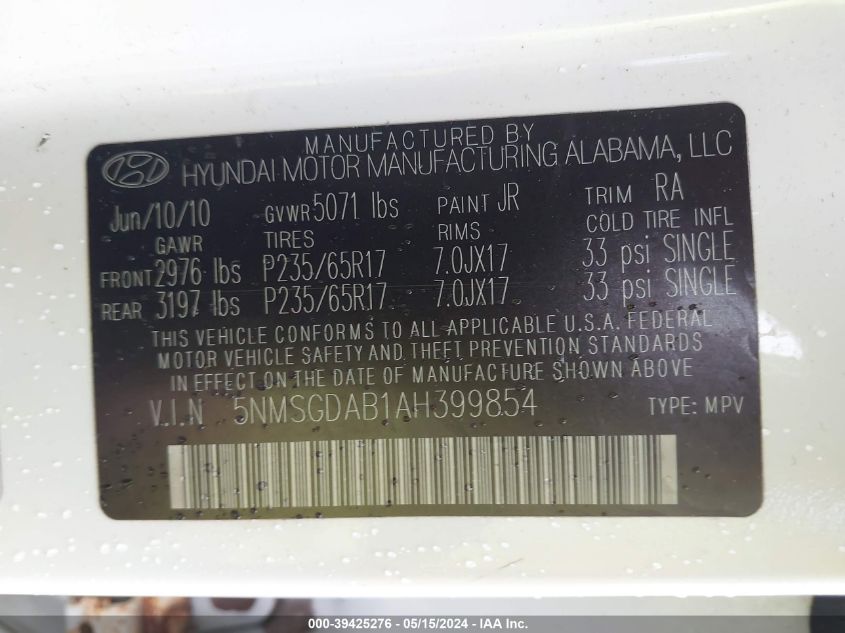 MANUFACTURED BY
HYUNDAI MOTOR MANUFACTURING ALABAMA, LLC
Jun/10/10 GVWR 5071 lbs PAINT JR TRIM RA
GAWR TIRES RIMS COLD TIRE INFL
FRONT 2976 lbs P235/65R17 7.0JX17 33 psi SINGLE
REAR 3197 lbs P235/65R17 7.0JX17 33 psi SINGLE
THIS VEHICLE CONFORMS TO ALL APPLICABLE U.S.A. FEDERAL
MOTOR VEHICLE SAFETY AND THEFT PREVENTION STANDARDS
IN EFFECT ON THE DATE OF MANUFACTURE SHOWN ABOVE
V.I.N 5NMSGDAB1AH399854 TYPE: MPV
000-39425276 - 05/15/2024 - IAA Inc.